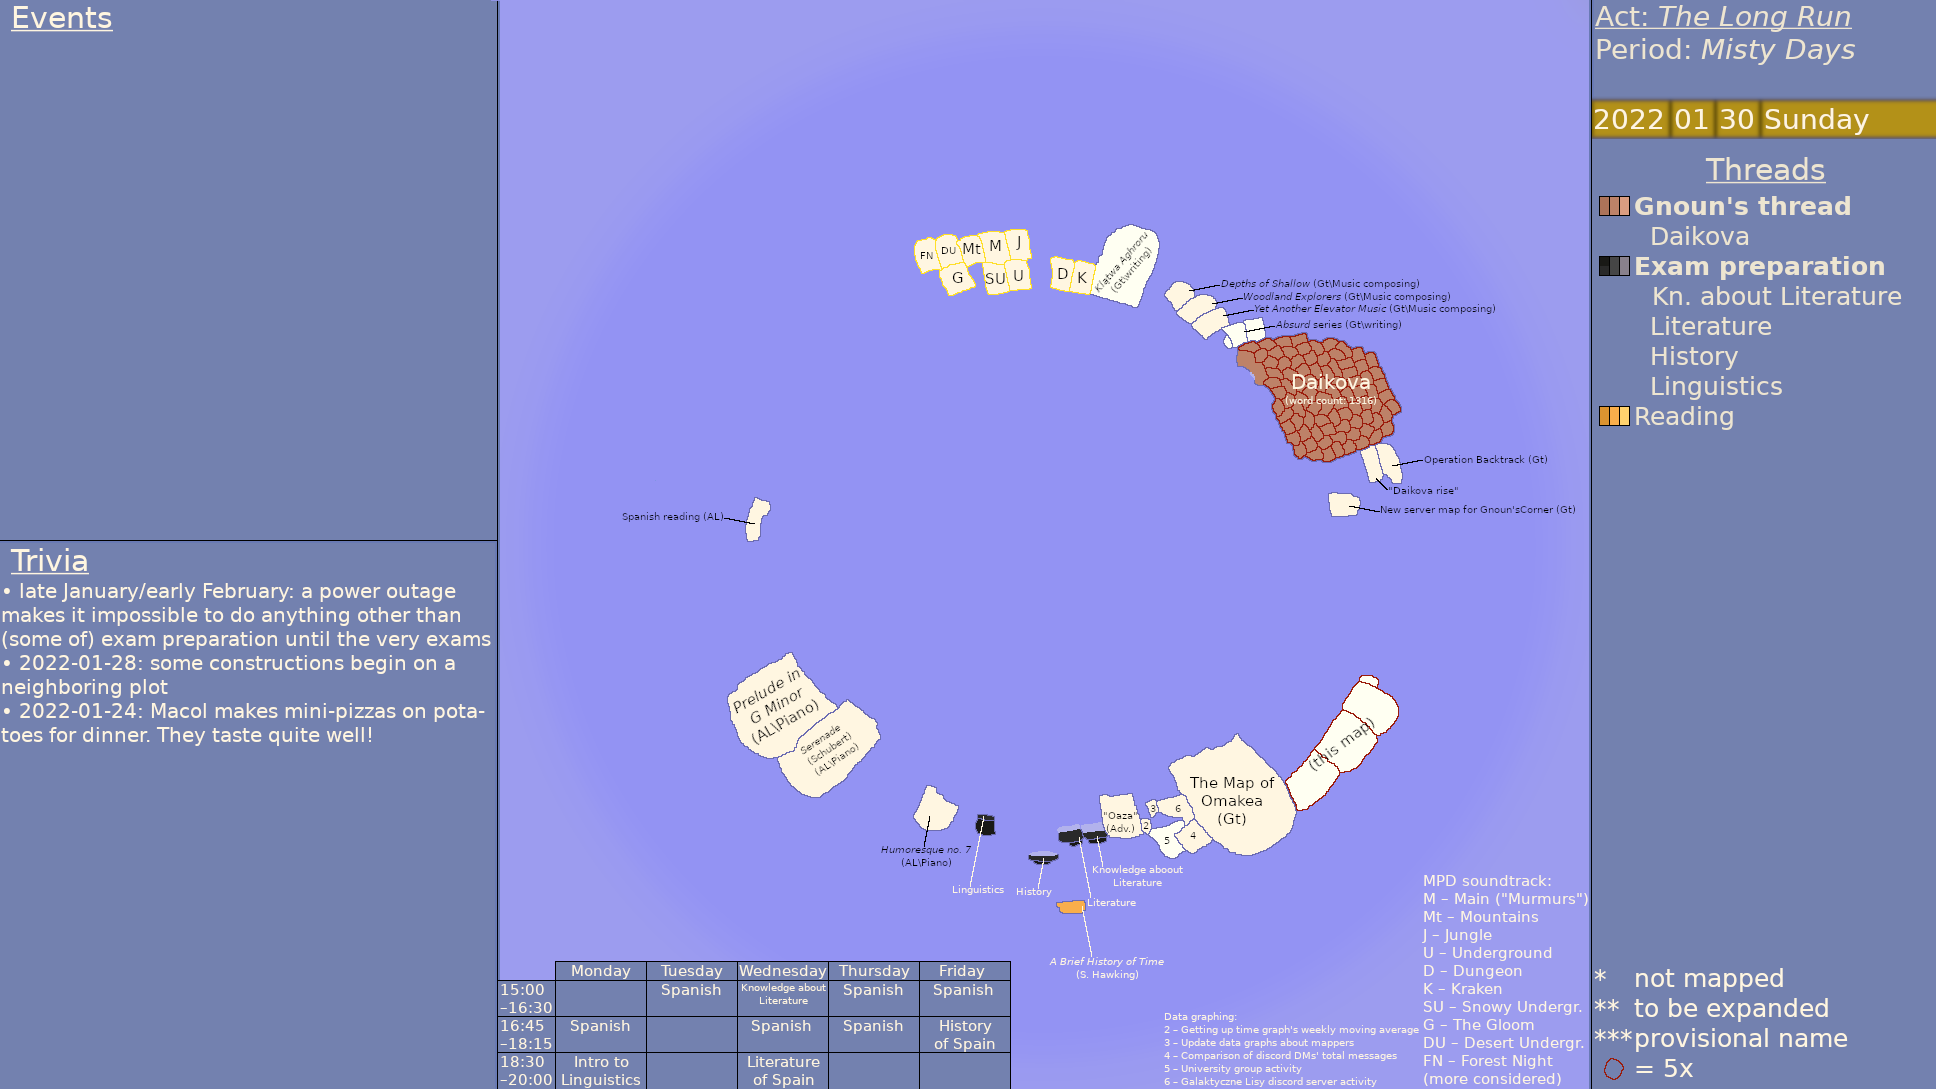 Events
Trivia
• late January/early February: a power outage
makes it impossible to do anything other than
(some of) exam preparation until the very exams
• 2022-01-28: some constructions begin on a
neighboring plot
• 2022-01-24: Macol makes mini-pizzas on pota-
toes for dinner. They taste quite well!
FN
DU
Mt
M
J
G
SU
U
D
K
Klątwa Aghroru
(Gt\writing)
Depths of Shallow (Gt\Music composing)
Woodland Explorers (Gt\Music composing)
Yet Another Elevator Music (Gt\Music composing)
Absurd series (Gt\writing)
Daikova
(word count: 1316)
Operation Backtrack (Gt)
"Daikova rise"
New server map for Gnoun'sCorner (Gt)
Spanish reading (AL)
Prelude in
G Minor
(AL\Piano)
Serenade
(Schubert)
(AL\Piano)
Humoresque no. 7
(AL\Piano)
Linguistics
History
Knowledge aboout
Literature
Literature
A Brief History of Time
(S. Hawking)
"Oaza"
(Adv.)
2
3
6
5
4
The Map of
Omakea
(Gt)
(this map)
Monday Tuesday Wednesday Thursday Friday
15:00
–16:30
Spanish
Knowledge about
Literature
Spanish
Spanish
16:45
–18:15
Spanish
Spanish
Spanish
History
of Spain
18:30
–20:00
Intro to
Linguistics
Literature
of Spain
Data graphing:
2 – Getting up time graph's weekly moving average
3 – Update data graphs about mappers
4 – Comparison of discord DMs' total messages
5 – University group activity
6 – Galaktyczne Lisy discord server activity
MPD soundtrack:
M – Main ("Murmurs")
Mt – Mountains
J – Jungle
U – Underground
D – Dungeon
K – Kraken
SU – Snowy Undergr.
G – The Gloom
DU – Desert Undergr.
FN – Forest Night
(more considered)
Act: The Long Run
Period: Misty Days
2022 01 30 Sunday
Threads
Gnoun's thread
Daikova
Exam preparation
Kn. about Literature
Literature
History
Linguistics
Reading
* not mapped
** to be expanded
*** provisional name
= 5x